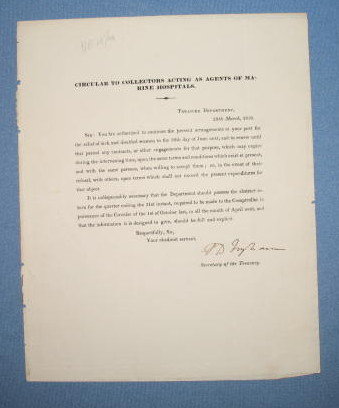 CIRCULAR TO COLLECTORS ACTING AS AGENTS OF MA-
RINE HOSPITALS.
TREASURY DEPARTMENT,
March,
SIR: You are authorized to continue the present arrangements at your port for
the relief of sick and disabled seamen to the 30th day of June next, and to renew until
that period any contracts, or other engagements for that purpose, which may expire
during the intervening time, upon the same terms and conditions which exist at present,
and with the same persons, when willing to accept them; or, in the event of their
refusal, with others, upon terms which shall not exceed the present expenditures for
that object.
It is indispensably necessary that the Department should possess the abstract re-
turn for the quarter ending the 31st instant, required to be made to the Comptroller in
pursuance of the Circular of the 1st of October last, in all the month of April next, and
that the information it is designed to give, should be full and explicit.
Respectfully, Sir,
Your obedient servant,
S D Ingham
Secretary of the Treasury.